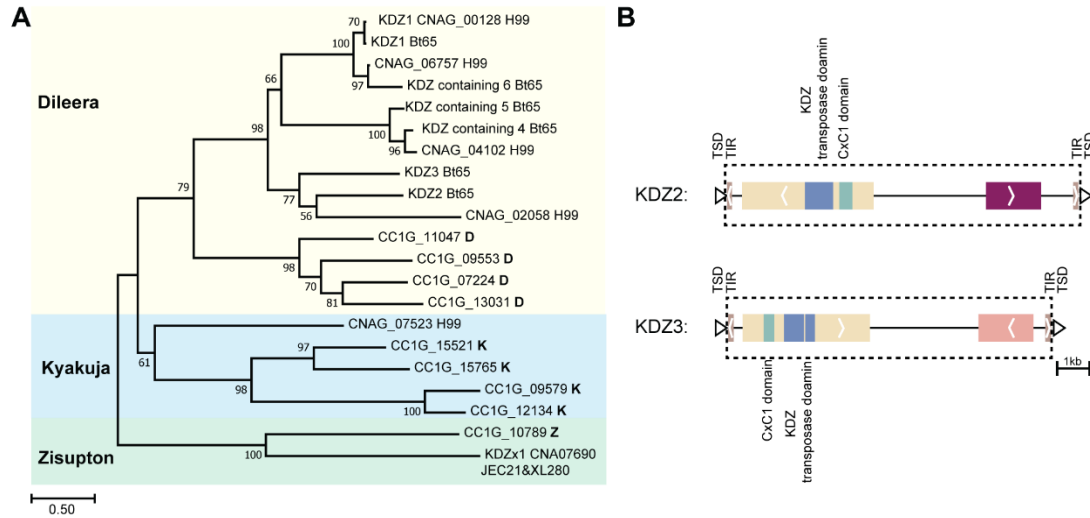 A
Dileera
Kyakuja
Zisupton
70
KDZ1 CNAG_00128 H99
100
KDZ1 Bt65
CNAG_06757 H99
97
KDZ containing 6 Bt65
66
KDZ containing 5 Bt65
100
KDZ containing 4 Bt65
96
CNAG_04102 H99
98
KDZ3 Bt65
77
KDZ2 Bt65
56
CNAG_02058 H99
79
CC1G_11047 D
98
CC1G_09553 D
70
CC1G_07224 D
81
CC1G_13031 D
CNAG_07523 H99
61
97
CC1G_15521 K
CC1G_15765 K
98
CC1G_09579 K
100
CC1G_12134 K
CC1G_10789 Z
100
KDZx1 CNA07690
JEC21&XL280
0.50
B
KDZ2:
TSD
TIR
KDZ
transposase doamin
CxC1 domain
TIR
TSD
KDZ3:
TSD
TIR
CxC1 domain
KDZ
transposase doamin
TIR
TSD
1kb